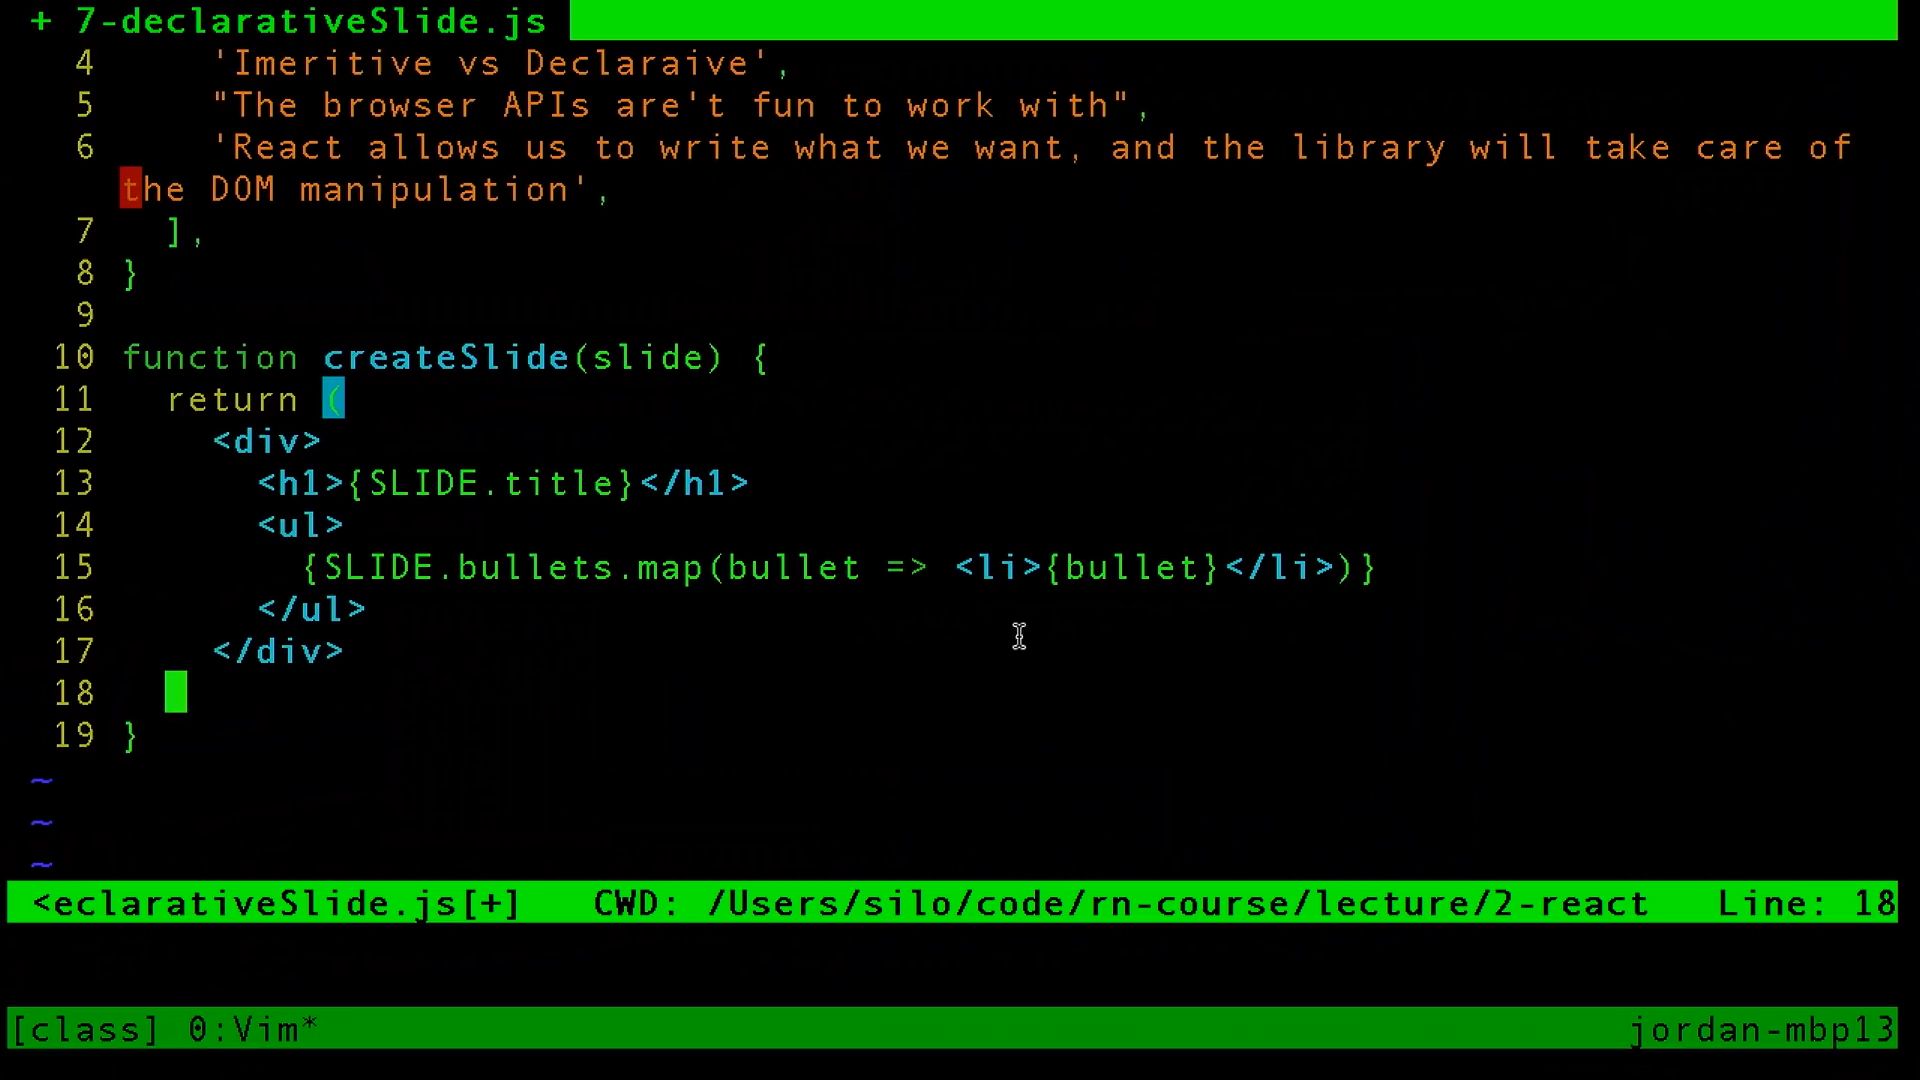 + 7-declarativeSlide.js
4 'Imeritive vs Declaraive',
5 "The browser APIs are't fun to work with",
6 'React allows us to write what we want, and the library will take care of
the DOM manipulation',
7 ],
8 }
9
10 function createSlide(slide) {
11 return (
12 <div>
13 <h1>{SLIDE.title}</h1>
14 <ul>
15 {SLIDE.bullets.map(bullet => <li>{bullet}</li>)}
16 </ul>
17 </div>
18
19 }
~
~
~
<eclarativeSlide.js[+] CWD: /Users/silo/code/rn-course/lecture/2-react Line: 18
[class] 0:Vim* jordan-mbp13